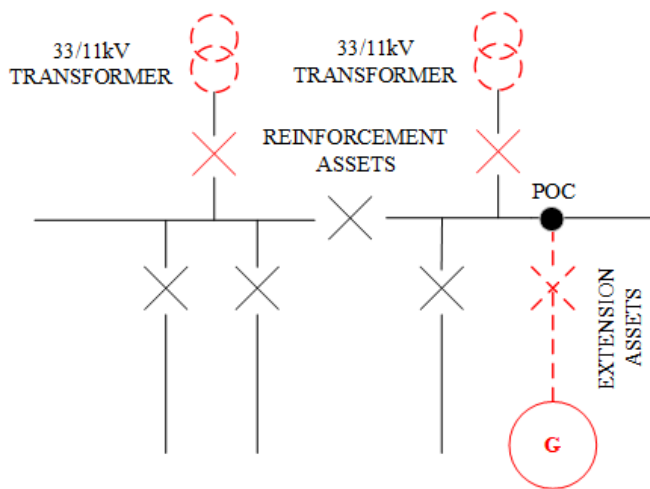 33/11kV
TRANSFORMER
33/11kV
TRANSFORMER
REINFORCEMENT
ASSETS
POC
EXTENSION
ASSETS
G